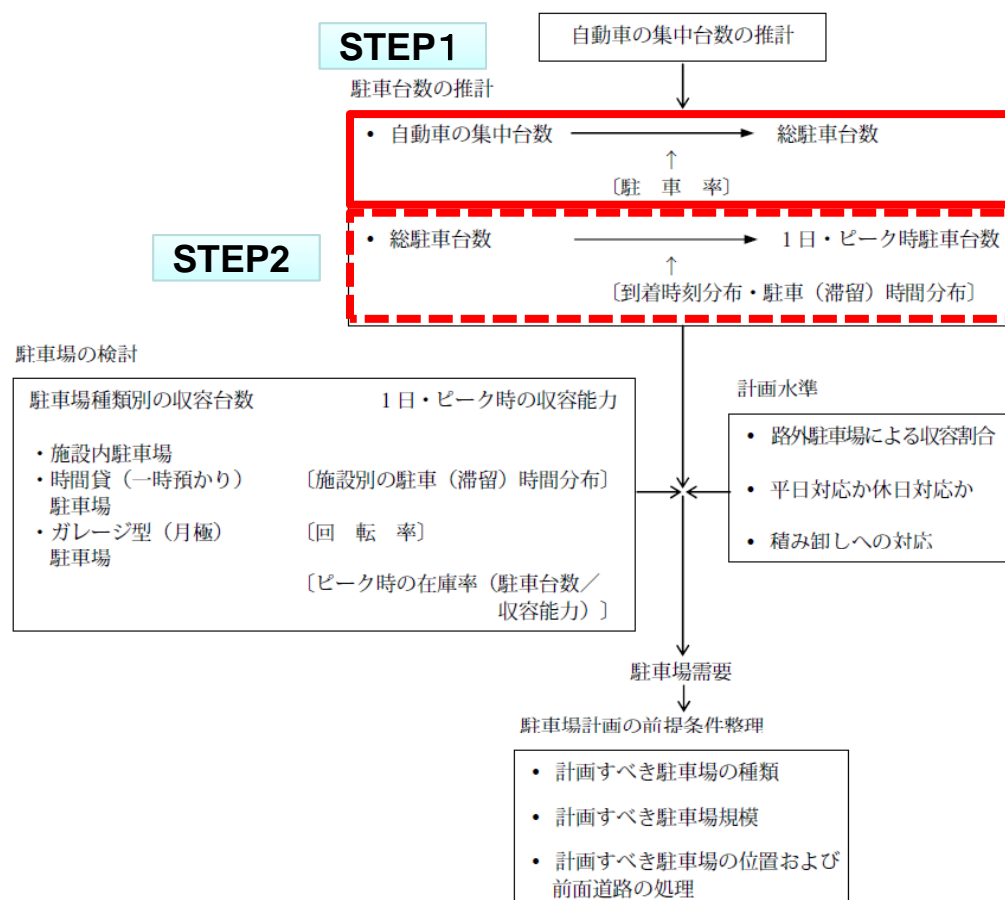 STEP1
自動車の集中台数の推計
駐車台数の推計
• 自動車の集中台数 → 総駐車台数
↑
〔駐 車 率〕
STEP2
• 総駐車台数 → 1日・ピーク時駐車台数
↑
〔到着時刻分布・駐車（滞留）時間分布〕
駐車場の検討
駐車場種類別の収容台数 1日・ピーク時の収容能力
・施設内駐車場
・時間貸（一時預かり） 〔施設別の駐車（滞留）時間分布〕
駐車場
・ガレージ型（月極） 〔回 転 率〕
駐車場
〔ピーク時の在庫率（駐車台数／
収容能力）〕
計画水準
• 路外駐車場による収容割合
• 平日対応か休日対応か
• 積み卸しへの対応
駐車場需要
駐車場計画の前提条件整理
• 計画すべき駐車場の種類
• 計画すべき駐車場規模
• 計画すべき駐車場の位置および
前面道路の処理